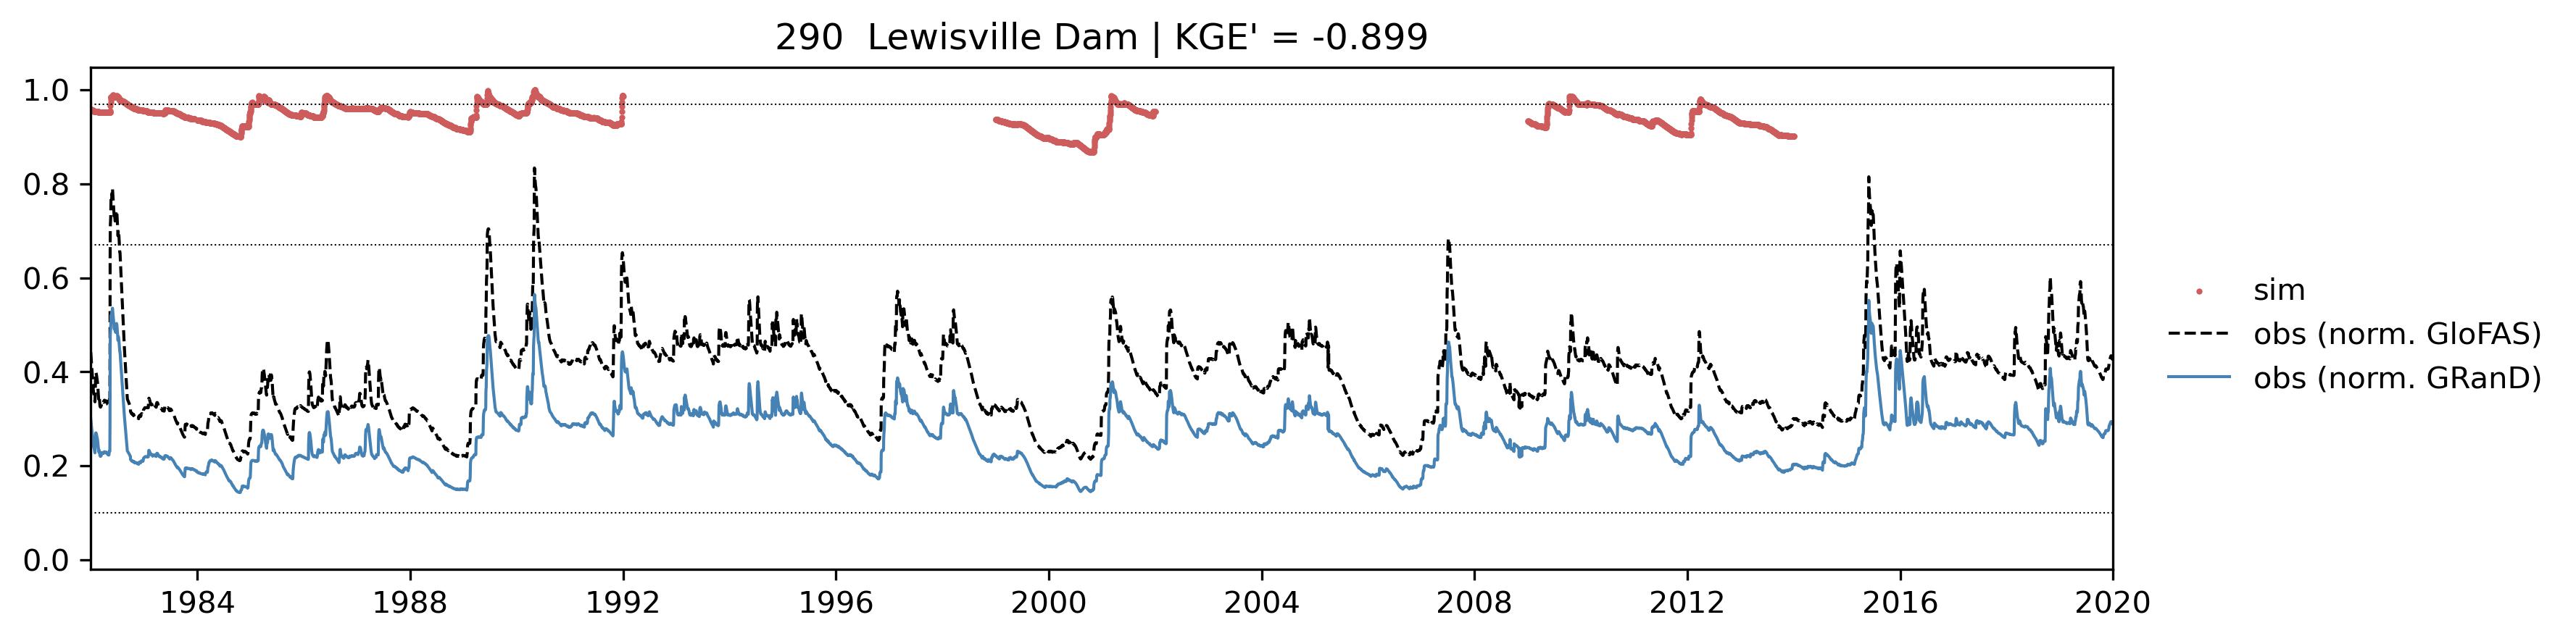 290  Lewisville Dam | KGE' = -0.899
1.0
0.8
0.6
0.4
0.2
0.0
1984 1988 1992 1996 2000 2004 2008 2012 2016 2020
sim
obs (norm. GloFAS)
obs (norm. GRanD)